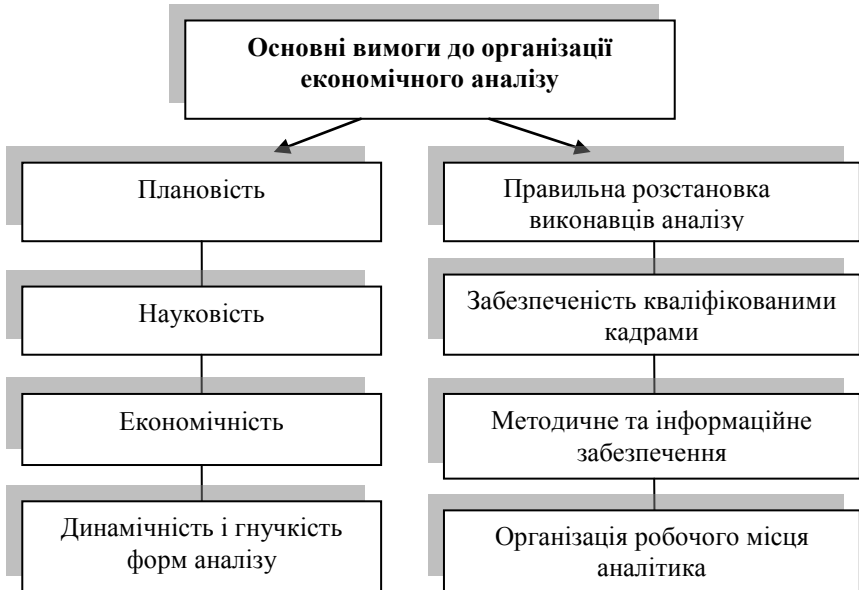 Основні вимоги до організації
економічного аналізу
Плановість
Науковість
Економічність
Динамічність і гнучкість
форм аналізу
Правильна розстановка
виконавців аналізу
Забезпеченість кваліфікованими
кадрами
Методичне та інформаційне
забезпечення
Організація робочого місця
аналітика